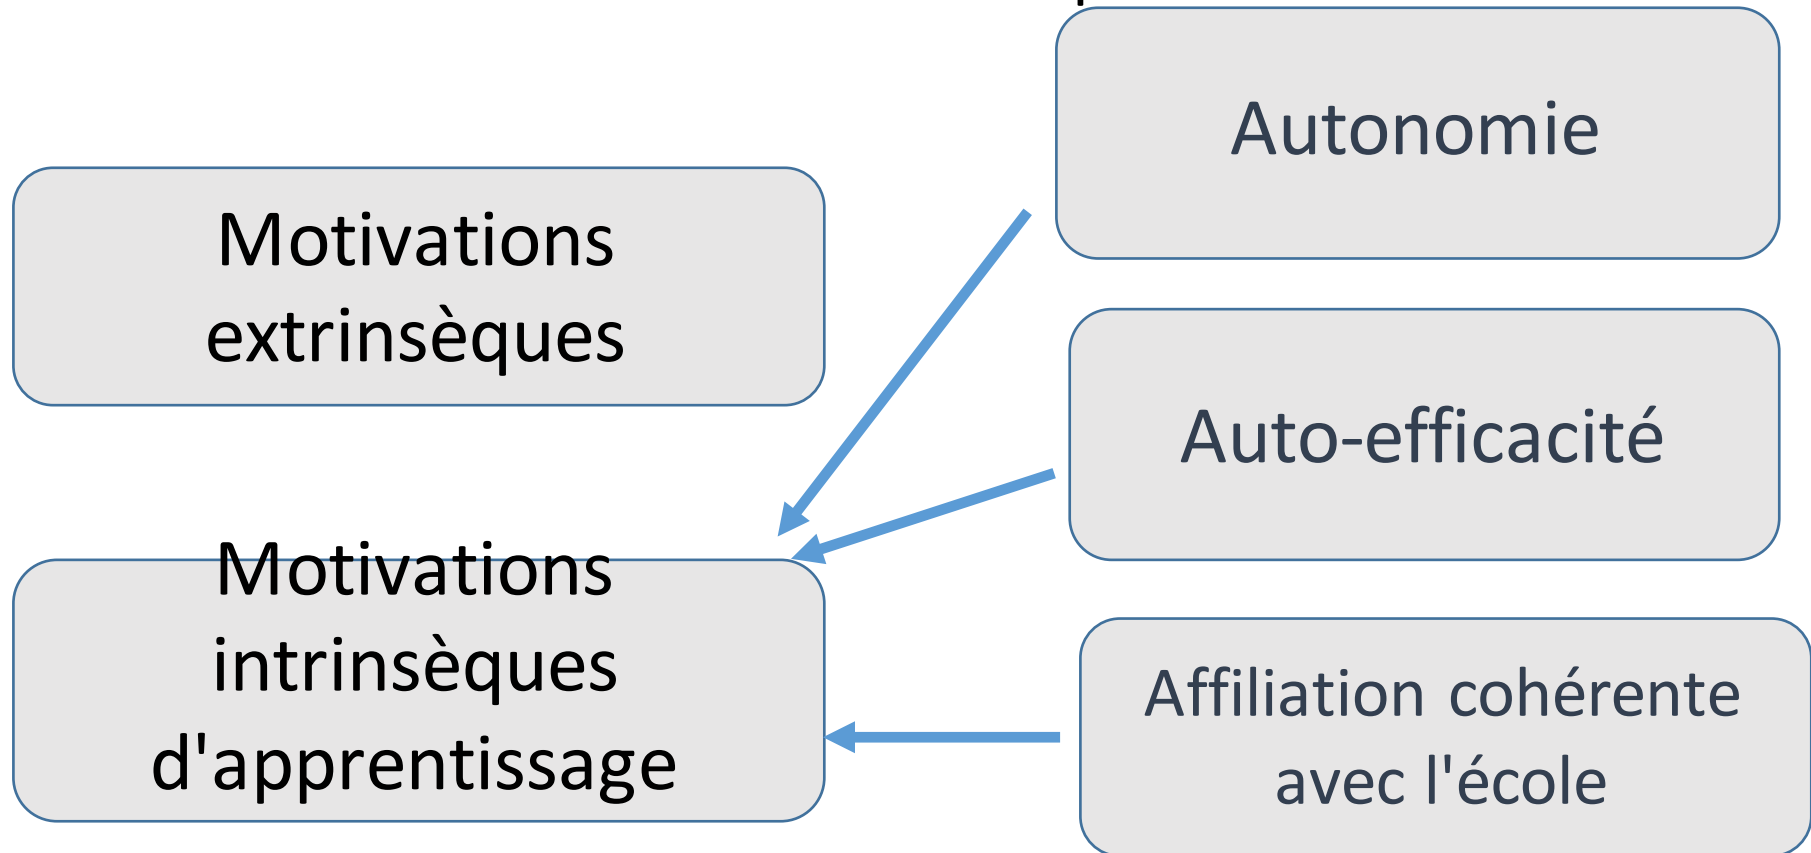 Autonomie
Motivations
extrinsèques
Auto-efficacité
Motivations
intrinsèques
d'apprentissage
Affiliation cohérente
avec l'école